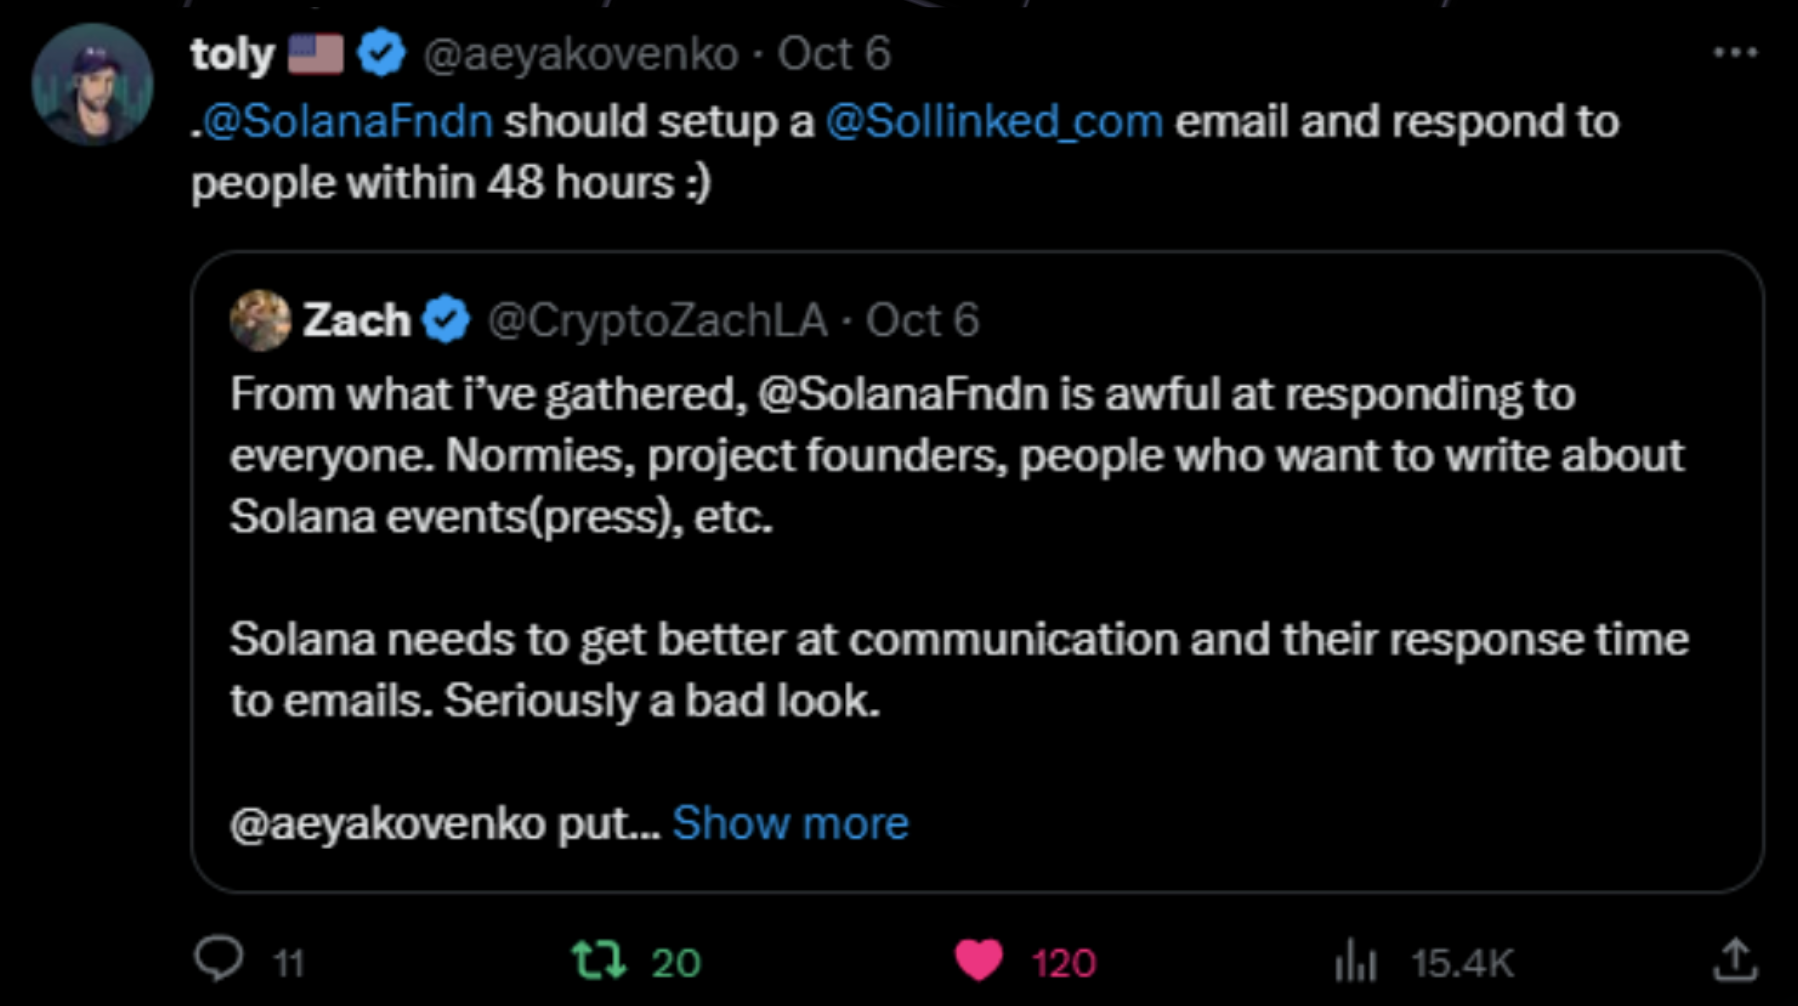 toly 🇺🇸 @aeyakovenko · Oct 6
.@SolanaFndn should setup a @Sollinked_com email and respond to
people within 48 hours :)
Zach @CryptoZachLA · Oct 6
From what i’ve gathered, @SolanaFndn is awful at responding to
everyone. Normies, project founders, people who want to write about
Solana events(press), etc.
Solana needs to get better at communication and their response time
to emails. Seriously a bad look.
@aeyakovenko put... Show more
11 20 120 15.4K